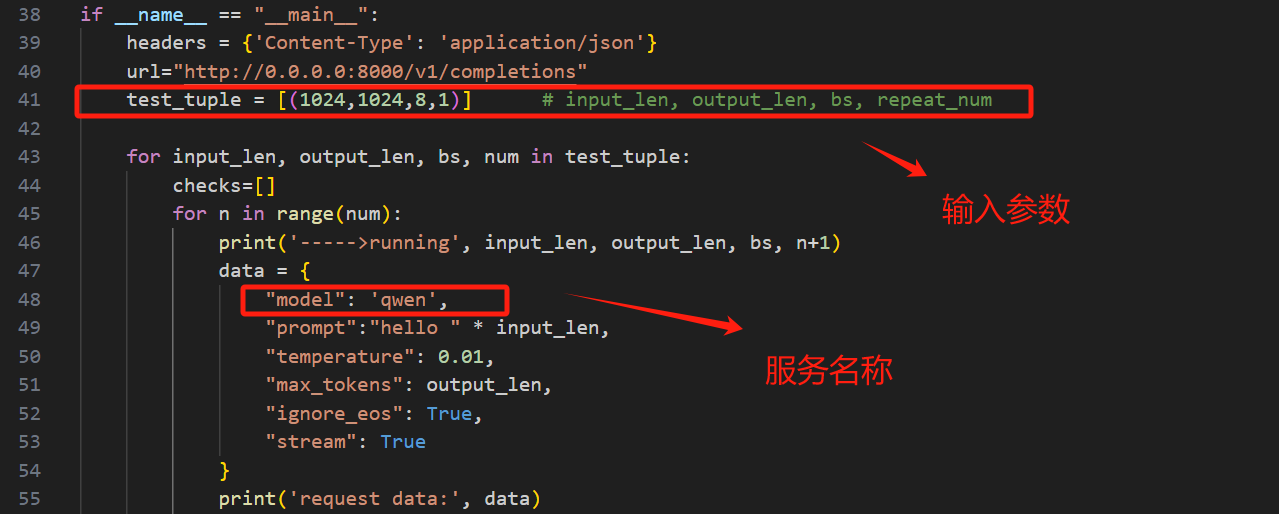 38 if __name__ == "__main__":
39 headers = {'Content-Type': 'application/json'}
40 url="http://0.0.0.0:8000/v1/completions"
41 test_tuple = [(1024,1024,8,1)] # input_len, output_len, bs, repeat_num
42
43 for input_len, output_len, bs, num in test_tuple:
44 checks=[]
45 for n in range(num):
46 print('----->running', input_len, output_len, bs, n+1)
47 data = {
48 "model": 'qwen',
49 "prompt":"hello " * input_len,
50 "temperature": 0.01,
51 "max_tokens": output_len,
52 "ignore_eos": True,
53 "stream": True
54 }
55 print('request data:', data)
输入参数
服务名称